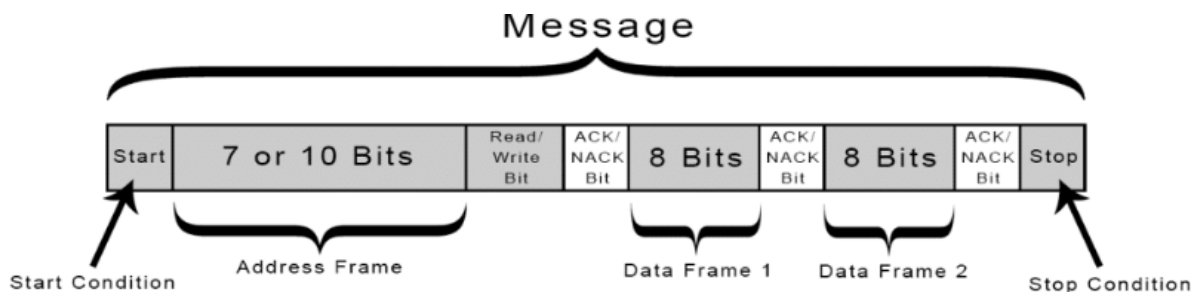 Message
Start
7 or 10 Bits
Read/
Write
Bit
ACK/
NACK
Bit
8 Bits
ACK/
NACK
Bit
8 Bits
ACK/
NACK
Bit
Stop
Start Condition
Address Frame
Data Frame 1
Data Frame 2
Stop Condition